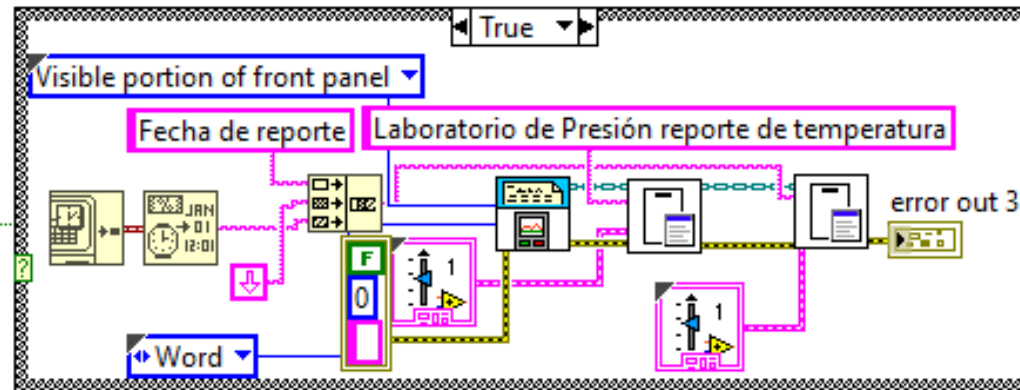 True
Visible portion of front panel
Fecha de reporte
Laboratorio de Presión reporte de temperatura
JAN
01
12:01
error out 3
?
F
1
0
1
Word